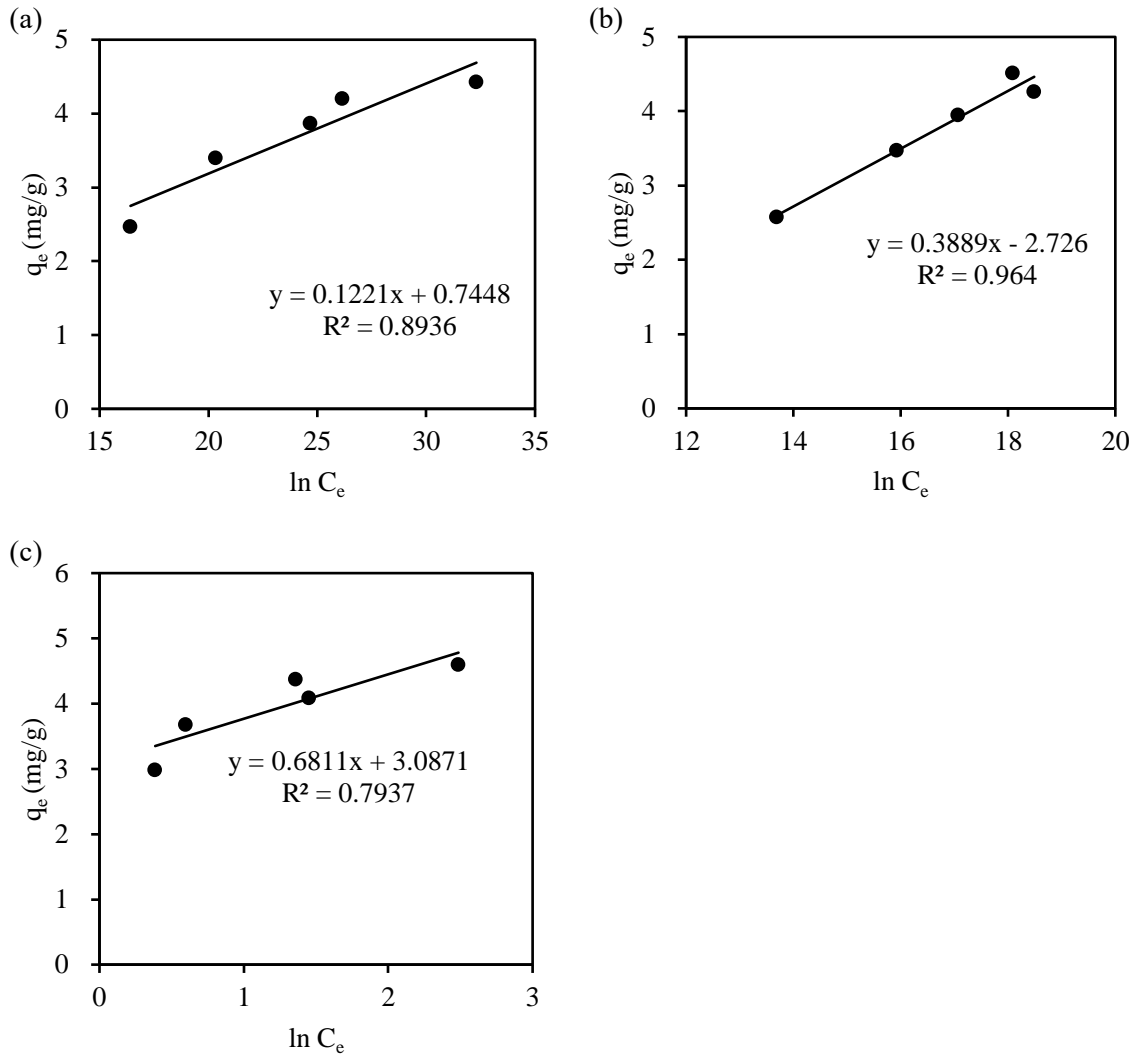 (a)
5
4
3
2
1
0
qₑ (mg/g)
y = 0.1221x + 0.7448
R² = 0.8936
15 20 25 30 35
ln Cₑ
(b)
5
4
3
2
1
0
qₑ (mg/g)
y = 0.3889x - 2.726
R² = 0.964
12 14 16 18 20
ln Cₑ
(c)
6
5
4
3
2
1
0
qₑ (mg/g)
y = 0.6811x + 3.0871
R² = 0.7937
0 1 2 3
ln Cₑ